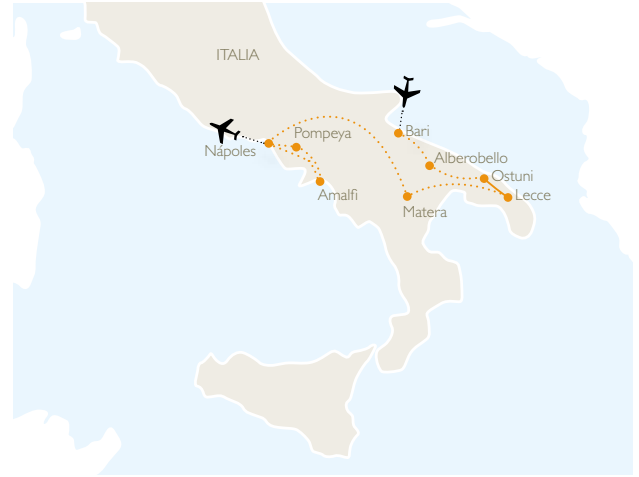 ITALIA
Bari
Pompeya
Nápoles
Alberobello
Ostuni
Amalfi
Lecce
Matera